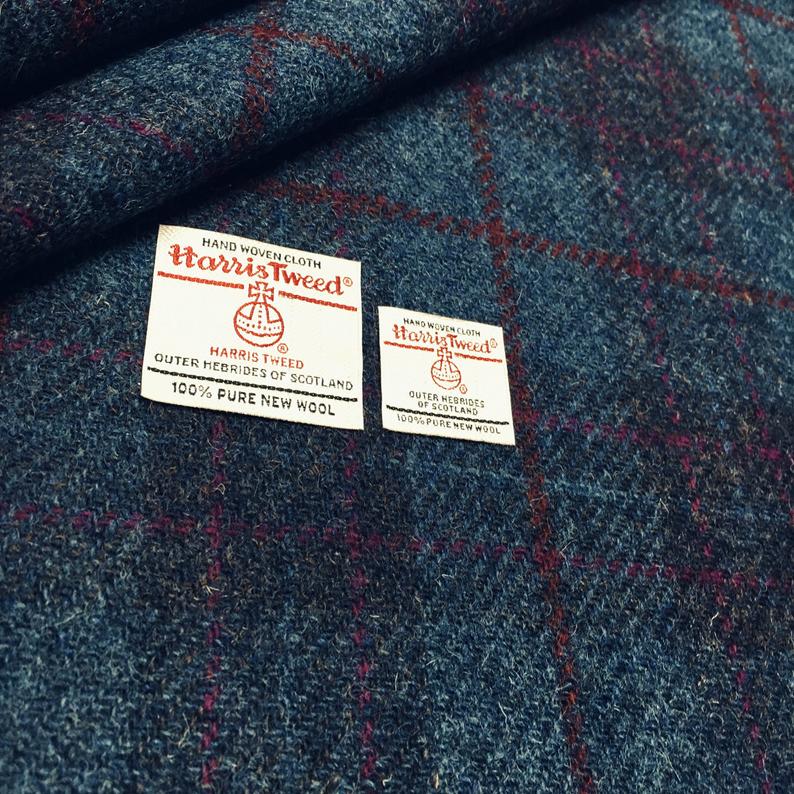 HAND WOVEN CLOTH
Harris Tweed®
®
HARRIS TWEED
OUTER HEBRIDES OF SCOTLAND
100% PURE NEW WOOL
HAND WOVEN CLOTH
Harris Tweed®
®
OUTER HEBRIDES
OF SCOTLAND
100% PURE NEW WOOL